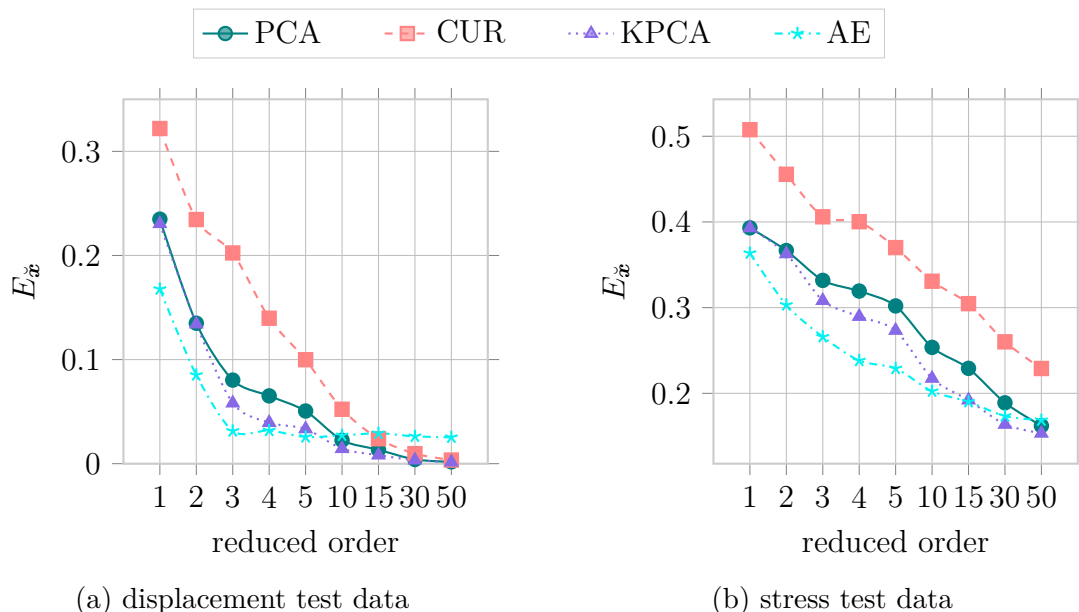 PCA CUR KPCA AE
0.3
0.2
0.1
0
E_x̆
1 2 3 4 5 10 15 30 50
reduced order
(a) displacement test data
0.5
0.4
0.3
0.2
E_x̆
1 2 3 4 5 10 15 30 50
reduced order
(b) stress test data